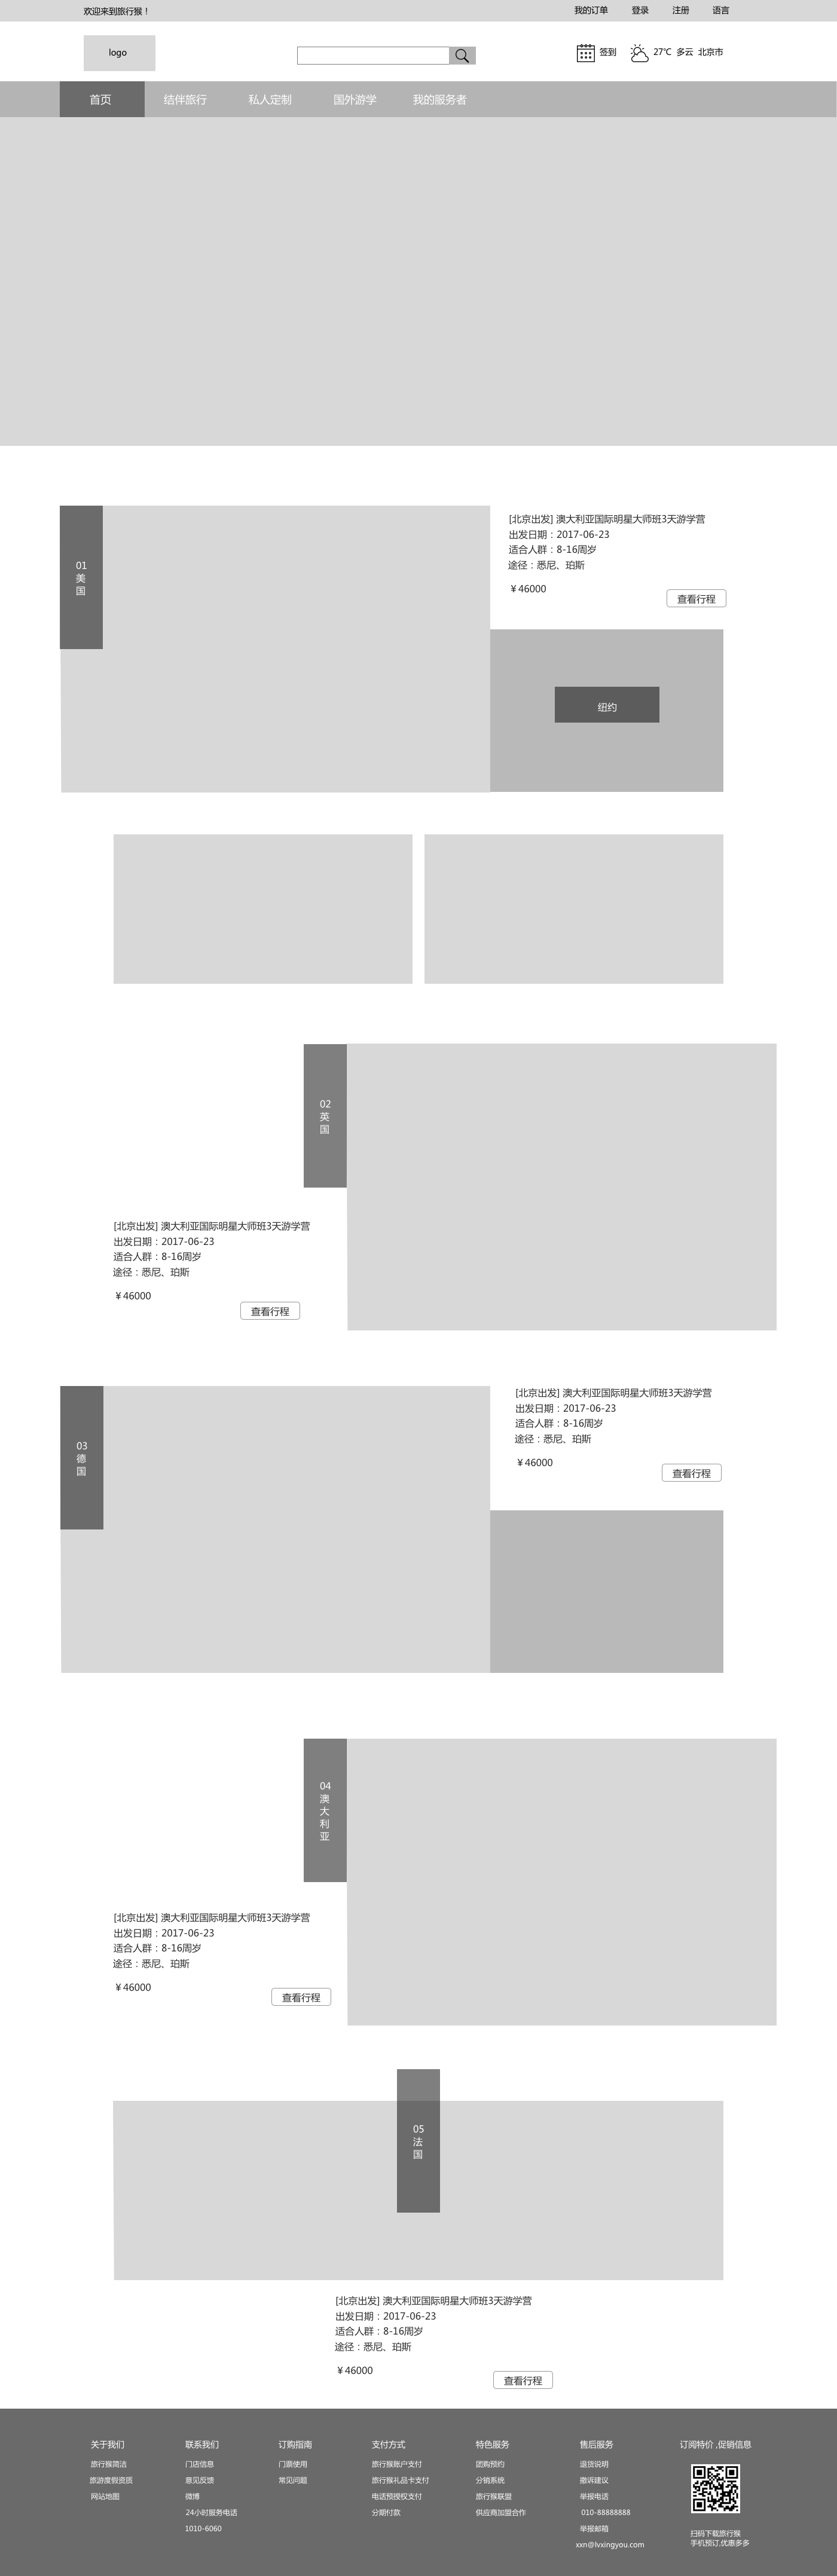 欢迎来到旅行猴！ 我的订单 登录 注册 语言
logo 签到 27℃ 多云 北京市
首页 结伴旅行 私人定制 国外游学 我的服务者
01
美
国
[北京出发] 澳大利亚国际明星大师班3天游学营
出发日期：2017-06-23
适合人群：8-16周岁
途径：悉尼、珀斯
￥46000
查看行程
纽约
02
英
国
[北京出发] 澳大利亚国际明星大师班3天游学营
出发日期：2017-06-23
适合人群：8-16周岁
途径：悉尼、珀斯
￥46000
查看行程
03
德
国
[北京出发] 澳大利亚国际明星大师班3天游学营
出发日期：2017-06-23
适合人群：8-16周岁
途径：悉尼、珀斯
￥46000
查看行程
04
澳
大
利
亚
[北京出发] 澳大利亚国际明星大师班3天游学营
出发日期：2017-06-23
适合人群：8-16周岁
途径：悉尼、珀斯
￥46000
查看行程
05
法
国
[北京出发] 澳大利亚国际明星大师班3天游学营
出发日期：2017-06-23
适合人群：8-16周岁
途径：悉尼、珀斯
￥46000
查看行程
关于我们
旅行猴简洁
旅游度假资质
网站地图
联系我们
门店信息
意见反馈
微博
24小时服务电话
1010-6060
订购指南
门票使用
常见问题
支付方式
旅行猴账户支付
旅行猴礼品卡支付
电话预授权支付
分期付款
特色服务
团购预约
分销系统
旅行猴联盟
供应商加盟合作
售后服务
退货说明
撤诉建议
举报电话
010-88888888
举报邮箱
xxn@lvxingyou.com
订阅特价 ,促销信息
扫码下载旅行猴
手机预订,优惠多多